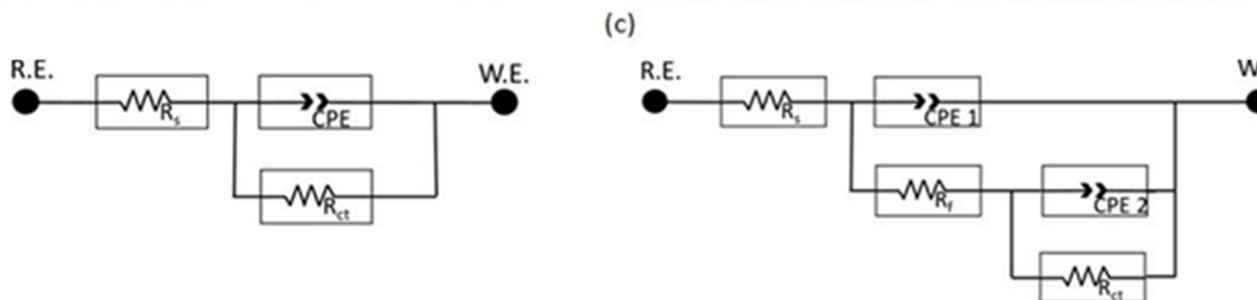 (c)
R.E.
W.E.
Rs
CPE
Rct
R.E.
W
Rs
CPE 1
Rf
CPE 2
Rct